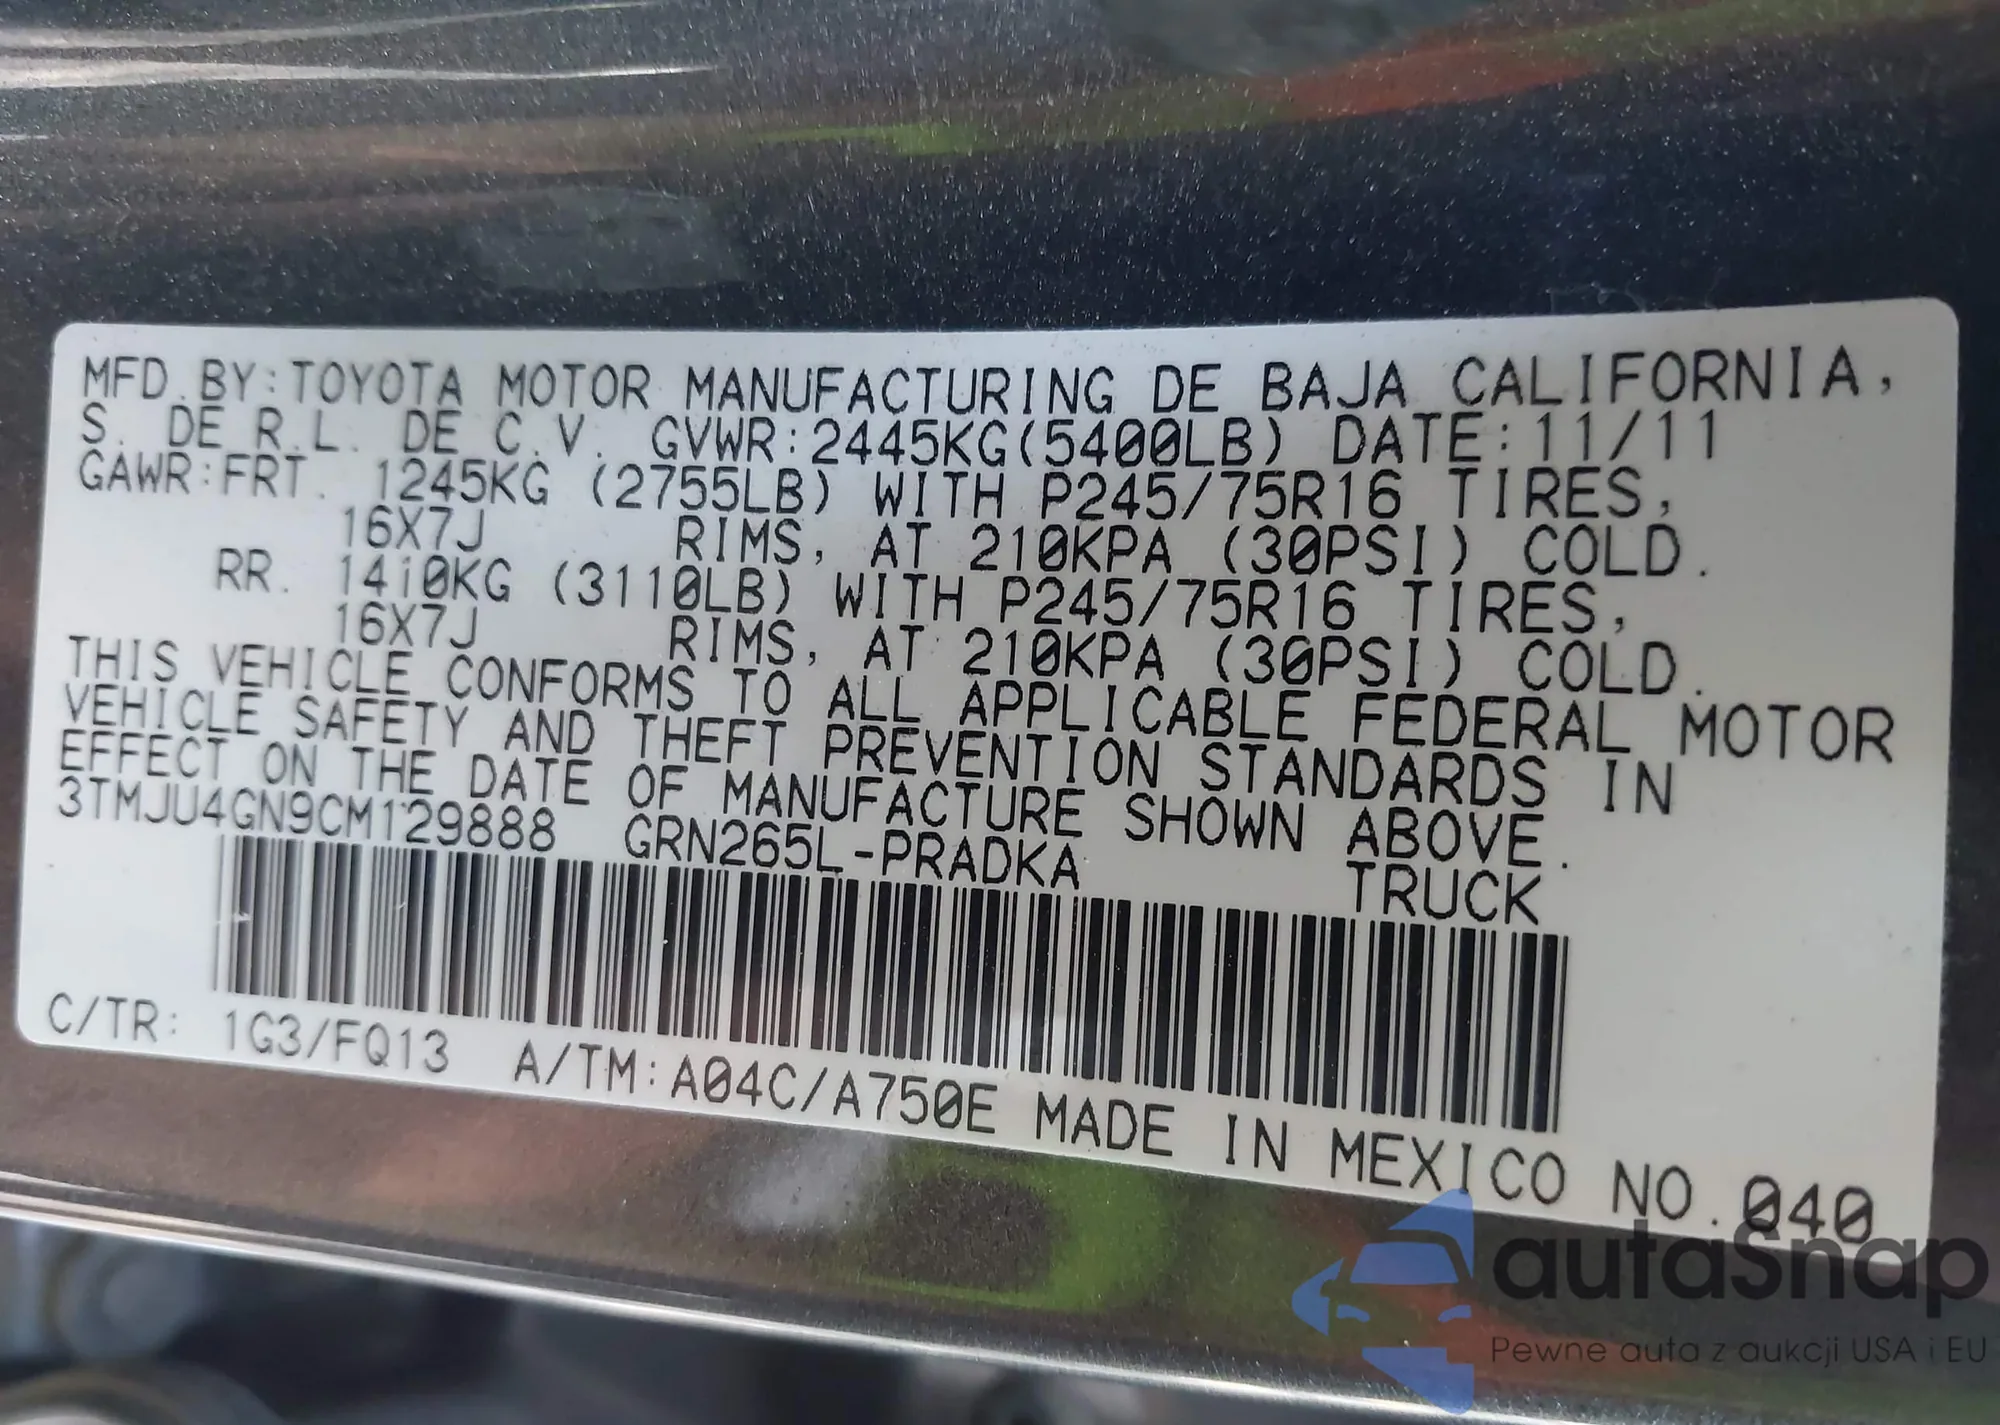 MFD.BY:TOYOTA MOTOR MANUFACTURING DE BAJA CALIFORNIA,
S. DE R.L. DE C.V. GVWR:2445KG(5400LB) DATE:11/11
GAWR:FRT. 1245KG (2755LB) WITH P245/75R16 TIRES,
16X7J RIMS, AT 210KPA (30PSI) COLD.
RR. 1410KG (3110LB) WITH P245/75R16 TIRES,
16X7J RIMS, AT 210KPA (30PSI) COLD.
THIS VEHICLE CONFORMS TO ALL APPLICABLE FEDERAL MOTOR
VEHICLE SAFETY AND THEFT PREVENTION STANDARDS IN
EFFECT ON THE DATE OF MANUFACTURE SHOWN ABOVE.
3TMJU4GN9CM129888 GRN265L-PRADKA TRUCK
C/TR: 1G3/FQ13 A/TM:A04C/A750E MADE IN MEXICO NO.040
autaSnap
Pewne auta z aukcji USA i EU